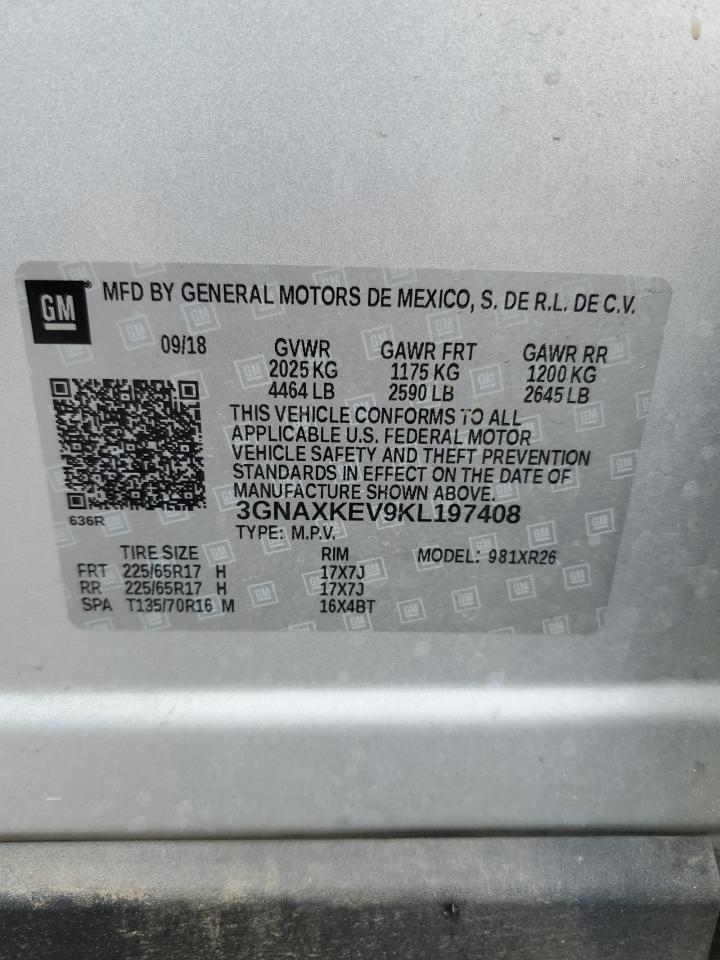 GM® MFD BY GENERAL MOTORS DE MEXICO, S. DE R.L. DE C.V.
09/18 GVWR GAWR FRT GAWR RR
2025 KG 1175 KG 1200 KG
4464 LB 2590 LB 2645 LB
THIS VEHICLE CONFORMS TO ALL
APPLICABLE U.S. FEDERAL MOTOR
VEHICLE SAFETY AND THEFT PREVENTION
STANDARDS IN EFFECT ON THE DATE OF
MANUFACTURE SHOWN ABOVE.
636R
3GNAXKEV9KL197408
TYPE: M.P.V.
TIRE SIZE RIM MODEL: 981XR26
FRT 225/65R17 H 17X7J
RR 225/65R17 H 17X7J
SPA T135/70R16 M 16X4BT